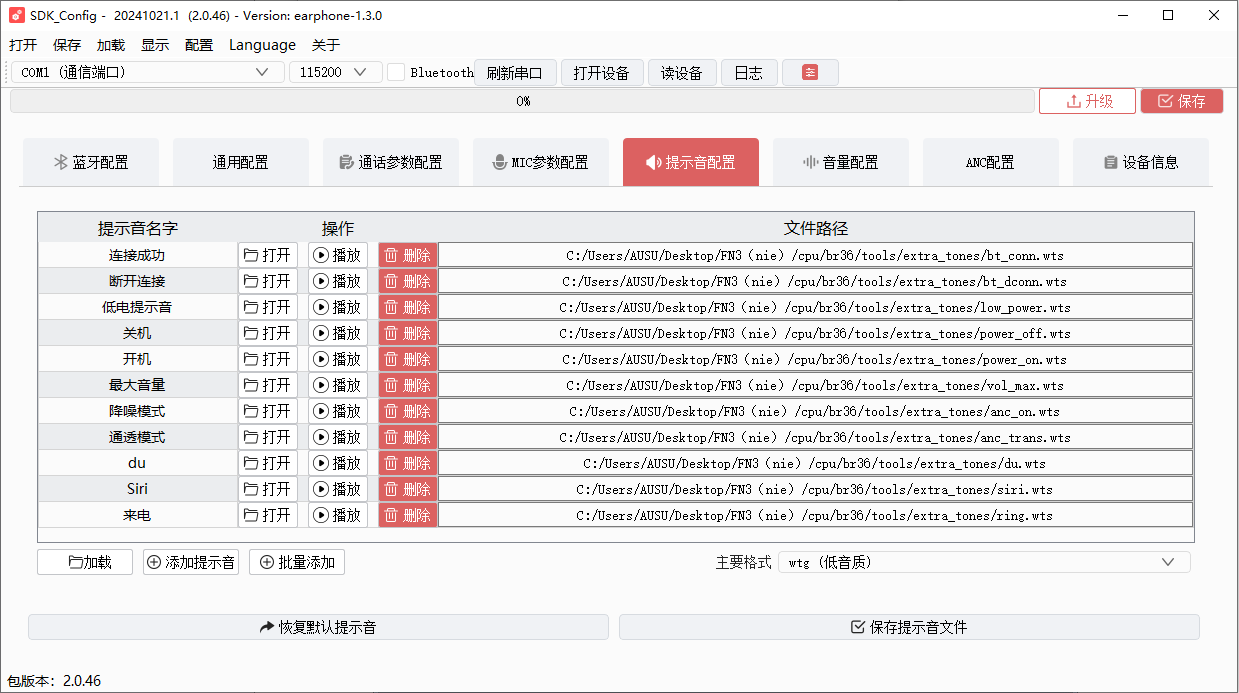 SDK_Config - 20241021.1 (2.0.46) - Version: earphone-1.3.0
打开 保存 加载 显示 配置 Language 关于
COM1 (通信端口) 115200 Bluetooth 刷新串口 打开设备 读设备 日志
0% 升级 保存
蓝牙配置 通用配置 通话参数配置 MIC参数配置 提示音配置 音量配置 ANC配置 设备信息
提示音名字 操作 文件路径
连接成功 打开 播放 删除 C:/Users/AUSU/Desktop/FN3（nie）/cpu/br36/tools/extra_tones/bt_conn.wts
断开连接 打开 播放 删除 C:/Users/AUSU/Desktop/FN3（nie）/cpu/br36/tools/extra_tones/bt_dconn.wts
低电提示音 打开 播放 删除 C:/Users/AUSU/Desktop/FN3（nie）/cpu/br36/tools/extra_tones/low_power.wts
关机 打开 播放 删除 C:/Users/AUSU/Desktop/FN3（nie）/cpu/br36/tools/extra_tones/power_off.wts
开机 打开 播放 删除 C:/Users/AUSU/Desktop/FN3（nie）/cpu/br36/tools/extra_tones/power_on.wts
最大音量 打开 播放 删除 C:/Users/AUSU/Desktop/FN3（nie）/cpu/br36/tools/extra_tones/vol_max.wts
降噪模式 打开 播放 删除 C:/Users/AUSU/Desktop/FN3（nie）/cpu/br36/tools/extra_tones/anc_on.wts
通透模式 打开 播放 删除 C:/Users/AUSU/Desktop/FN3（nie）/cpu/br36/tools/extra_tones/anc_trans.wts
du 打开 播放 删除 C:/Users/AUSU/Desktop/FN3（nie）/cpu/br36/tools/extra_tones/du.wts
Siri 打开 播放 删除 C:/Users/AUSU/Desktop/FN3（nie）/cpu/br36/tools/extra_tones/siri.wts
来电 打开 播放 删除 C:/Users/AUSU/Desktop/FN3（nie）/cpu/br36/tools/extra_tones/ring.wts
加载 添加提示音 批量添加 主要格式 wtg (低音质)
恢复默认提示音 保存提示音文件
包版本：2.0.46